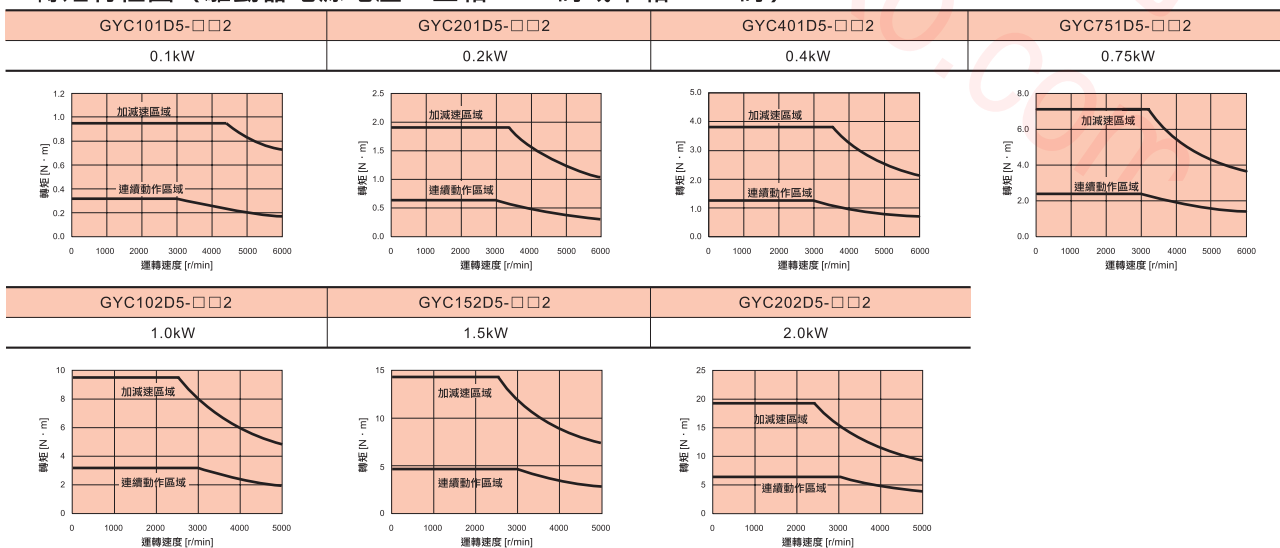 GYC101D5-□□2 GYC201D5-□□2 GYC401D5-□□2 GYC751D5-□□2
0.1kW 0.2kW 0.4kW 0.75kW
轉矩 [N · m]
1.2
1.0
0.8
0.6
0.4
0.2
0.0
加減速區域
連續動作區域
0 1000 2000 3000 4000 5000 6000
運轉速度 [r/min]
轉矩 [N · m]
2.5
2.0
1.5
1.0
0.5
0.0
加減速區域
連續動作區域
0 1000 2000 3000 4000 5000 6000
運轉速度 [r/min]
轉矩 [N · m]
5.0
4.0
3.0
2.0
1.0
0.0
加減速區域
連續動作區域
0 1000 2000 3000 4000 5000 6000
運轉速度 [r/min]
轉矩 [N · m]
8.0
6.0
4.0
2.0
0.0
加減速區域
連續動作區域
0 1000 2000 3000 4000 5000 6000
運轉速度 [r/min]
GYC102D5-□□2 GYC152D5-□□2 GYC202D5-□□2
1.0kW 1.5kW 2.0kW
轉矩 [N · m]
10
8
6
4
2
0
加減速區域
連續動作區域
0 1000 2000 3000 4000 5000
運轉速度 [r/min]
轉矩 [N · m]
15
10
5
0
加減速區域
連續動作區域
0 1000 2000 3000 4000 5000
運轉速度 [r/min]
轉矩 [N · m]
25
20
15
10
5
0
加減速區域
連續動作區域
0 1000 2000 3000 4000 5000
運轉速度 [r/min]